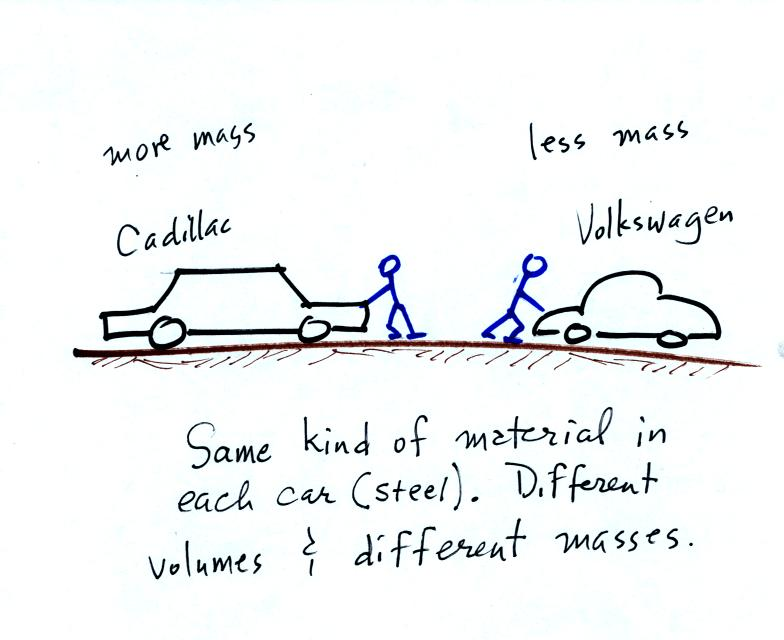 more mass
less mass
Cadillac
Volkswagen
Same kind of material in
each car (steel). Different
volumes & different masses.